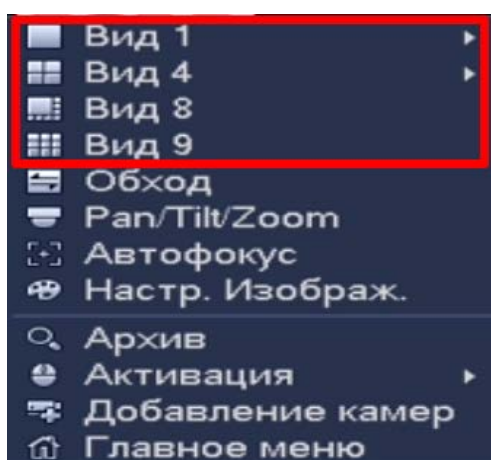 Вид 1
Вид 4
Вид 8
Вид 9
Обход
Pan/Tilt/Zoom
Автофокус
Настр. Изображ.
Архив
Активация
Добавление камер
Главное меню